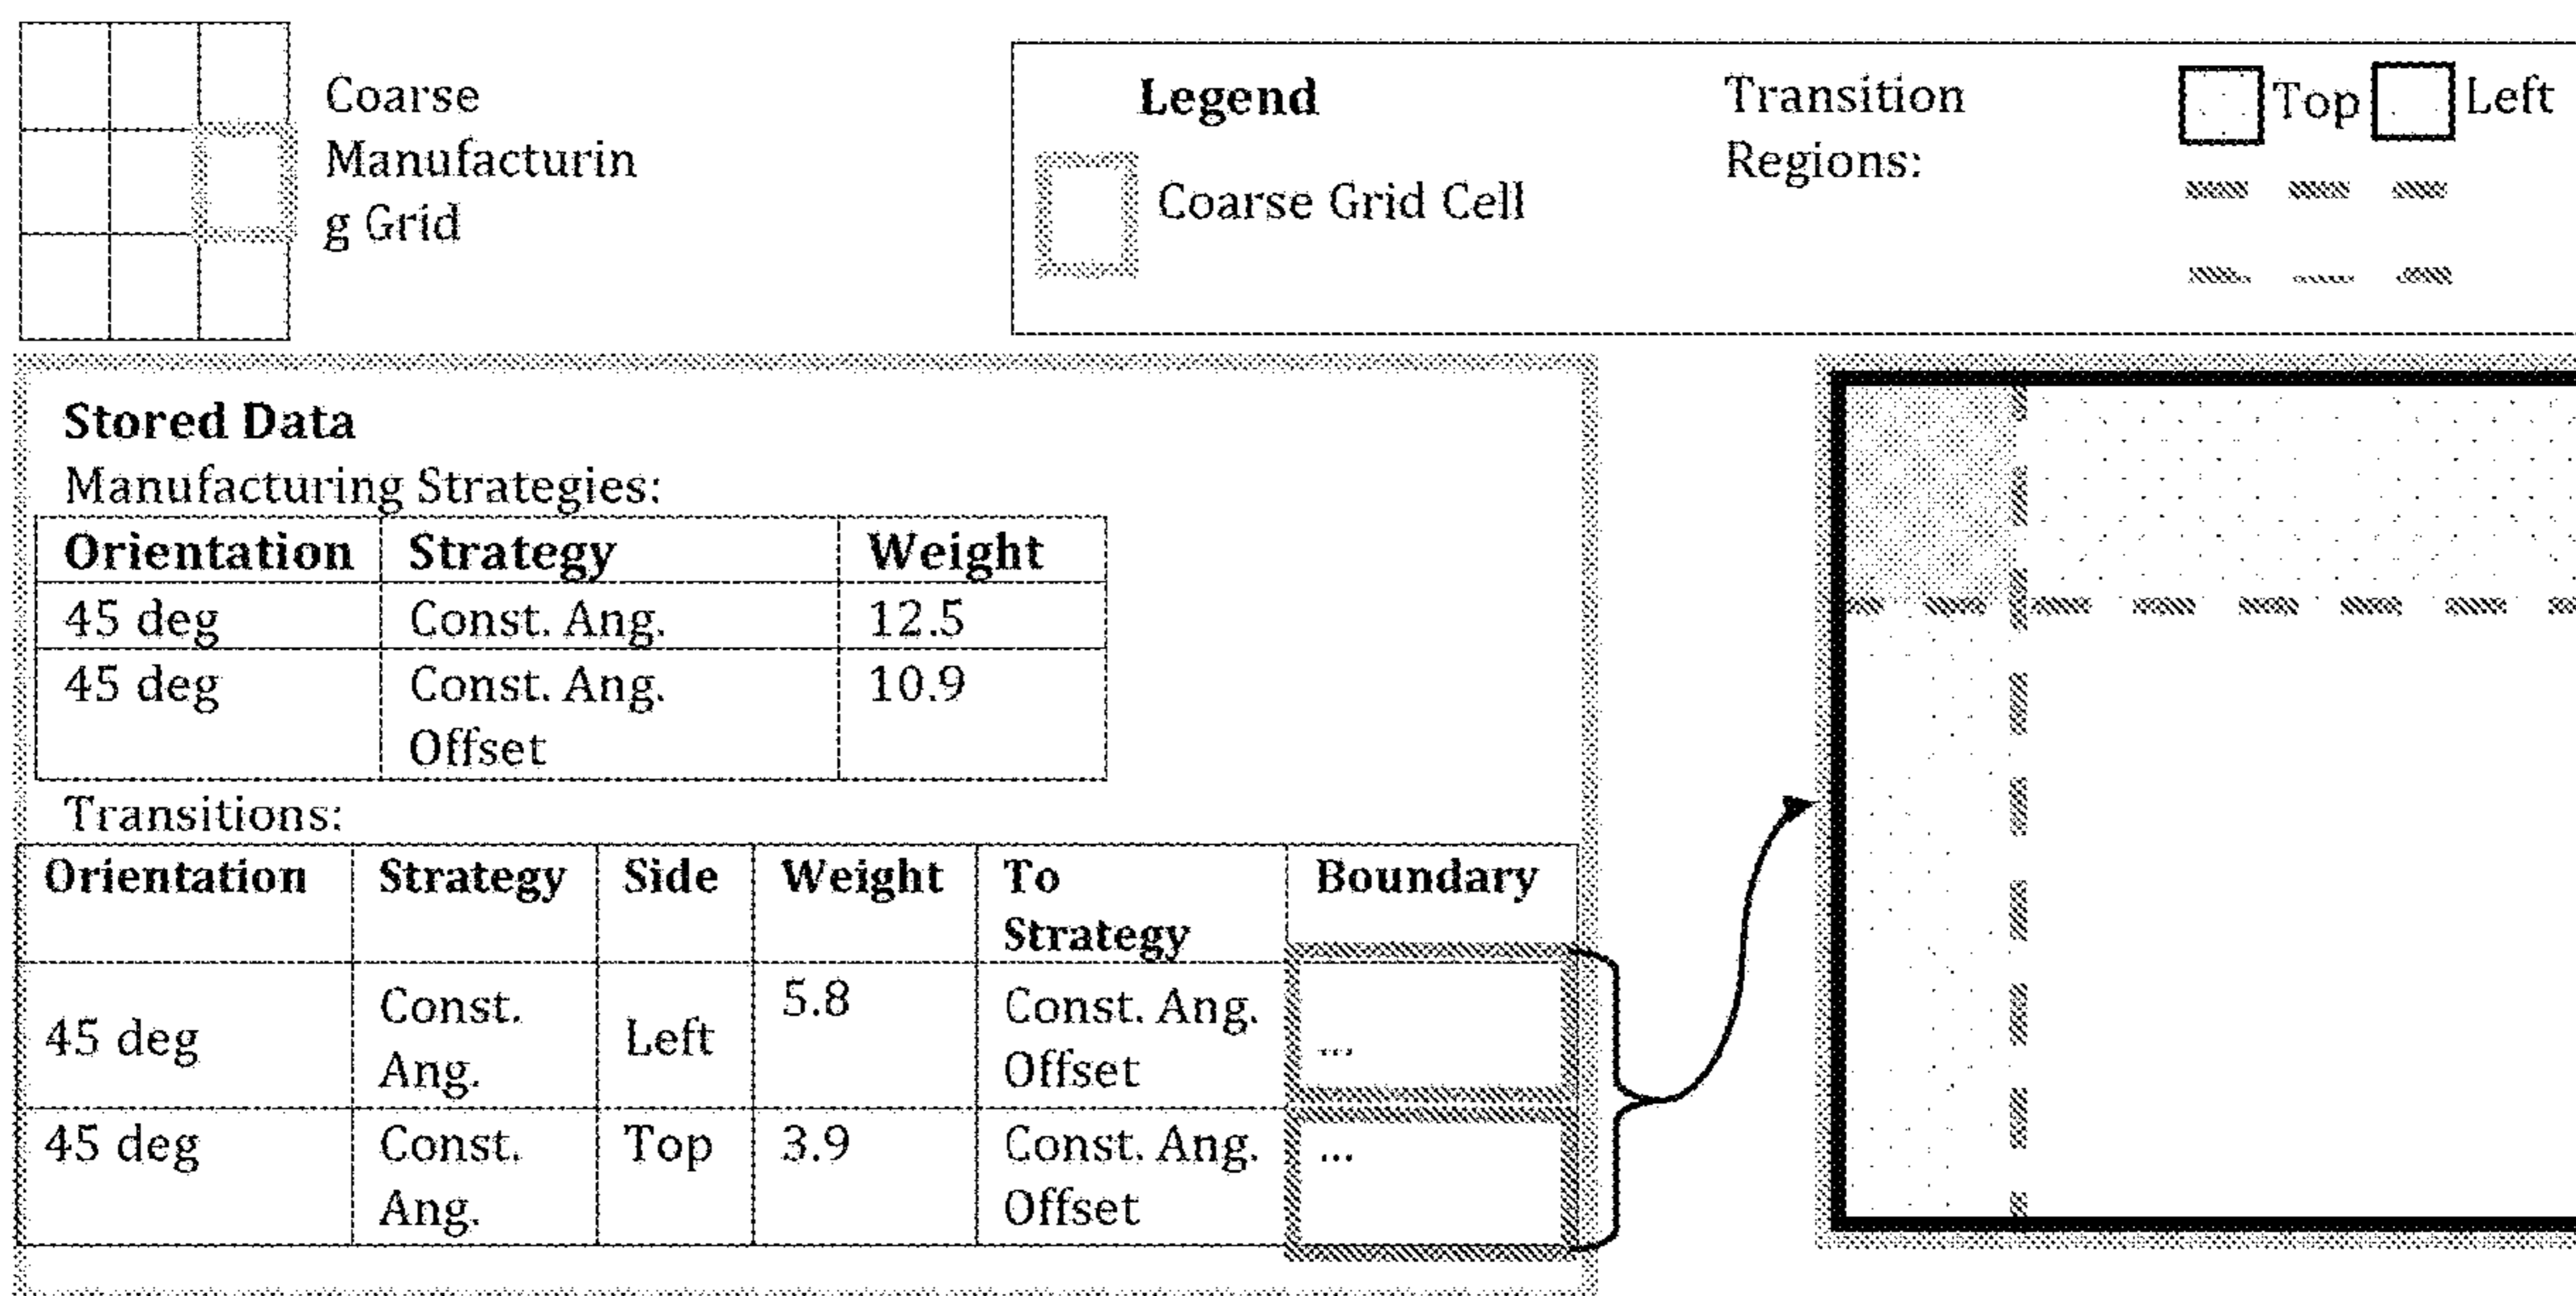 Coarse
Manufacturin
g Grid
Legend
Coarse Grid Cell
Transition
Regions:
Top
Left
Stored Data
Manufacturing Strategies:
Orientation Strategy Weight
45 deg Const. Ang. 12.5
45 deg Const. Ang. 10.9
Offset
Transitions:
Orientation Strategy Side Weight To Boundary
Strategy
45 deg Const. Left 5.8 Const. Ang. ...
Ang. Offset
45 deg Const. Top 3.9 Const. Ang. ...
Ang. Offset